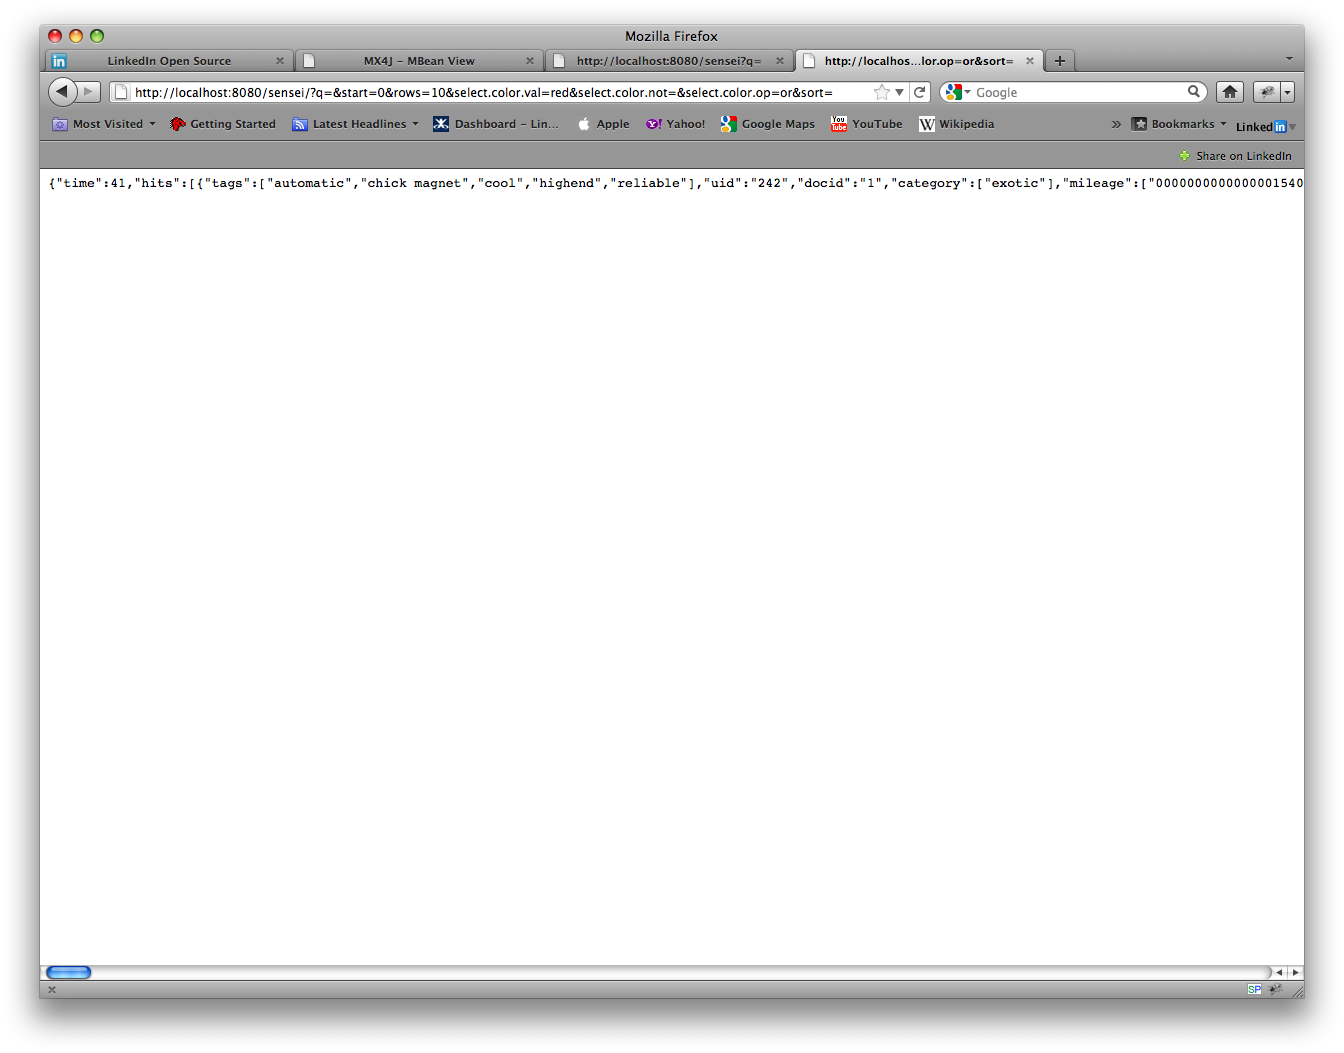 Mozilla Firefox
LinkedIn Open Source
MX4J - MBean View
http://localhost:8080/sensei?q=
http://localhos...lor.op=or&sort=
http://localhost:8080/sensei/?q=&start=0&rows=10&select.color.val=red&select.color.not=&select.color.op=or&sort=
Google
Most Visited
Getting Started
Latest Headlines
Dashboard - Lin...
Apple
Yahoo!
Google Maps
You Tube
YouTube
W
Wikipedia
»
Bookmarks
Linked in
Share on LinkedIn
{"time":41,"hits":[{"tags":["automatic","chick magnet","cool","highend","reliable"],"uid":"242","docid":"1","category":["exotic"],"mileage":["0000000000000001540
SP